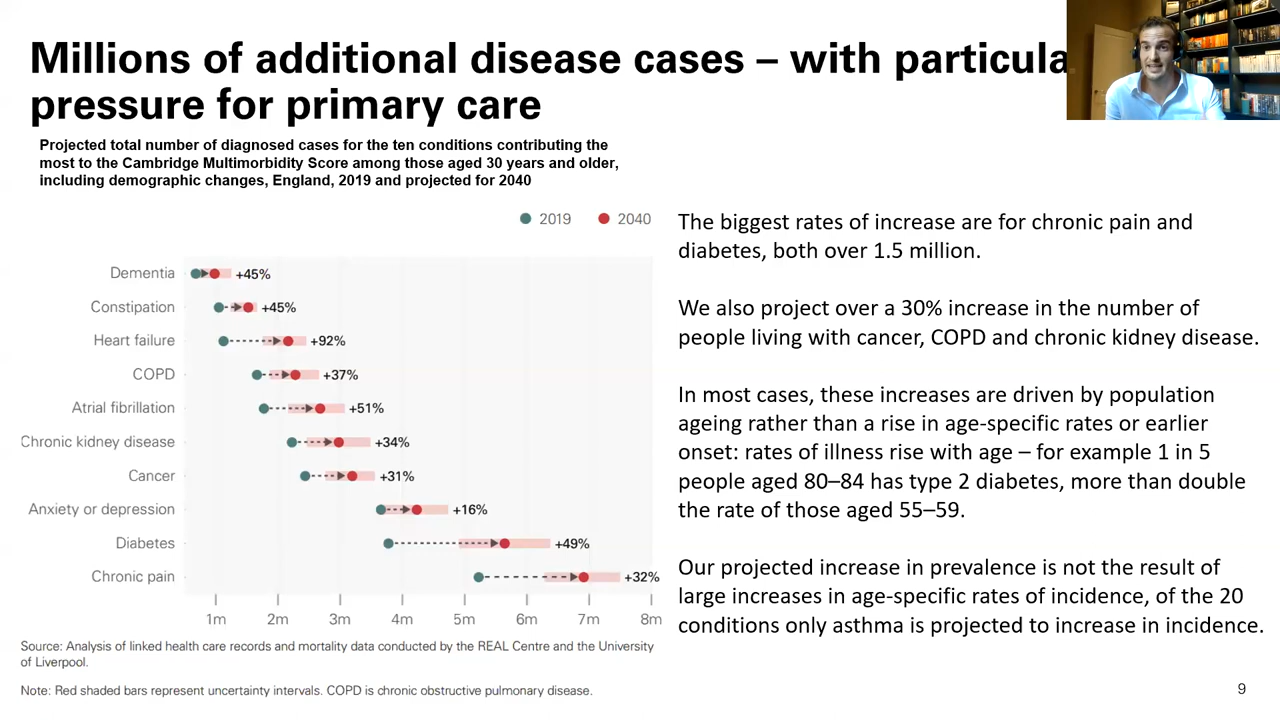 Millions of additional disease cases – with particula
pressure for primary care
Projected total number of diagnosed cases for the ten conditions contributing the
most to the Cambridge Multimorbidity Score among those aged 30 years and older,
including demographic changes, England, 2019 and projected for 2040
2019 2040
Dementia +45%
Constipation +45%
Heart failure +92%
COPD +37%
Atrial fibrillation +51%
Chronic kidney disease +34%
Cancer +31%
Anxiety or depression +16%
Diabetes +49%
Chronic pain +32%
1m 2m 3m 4m 5m 6m 7m 8m
Source: Analysis of linked health care records and mortality data conducted by the REAL Centre and the University
of Liverpool.
Note: Red shaded bars represent uncertainty intervals. COPD is chronic obstructive pulmonary disease.
The biggest rates of increase are for chronic pain and
diabetes, both over 1.5 million.
We also project over a 30% increase in the number of
people living with cancer, COPD and chronic kidney disease.
In most cases, these increases are driven by population
ageing rather than a rise in age-specific rates or earlier
onset: rates of illness rise with age – for example 1 in 5
people aged 80–84 has type 2 diabetes, more than double
the rate of those aged 55–59.
Our projected increase in prevalence is not the result of
large increases in age-specific rates of incidence, of the 20
conditions only asthma is projected to increase in incidence.
9